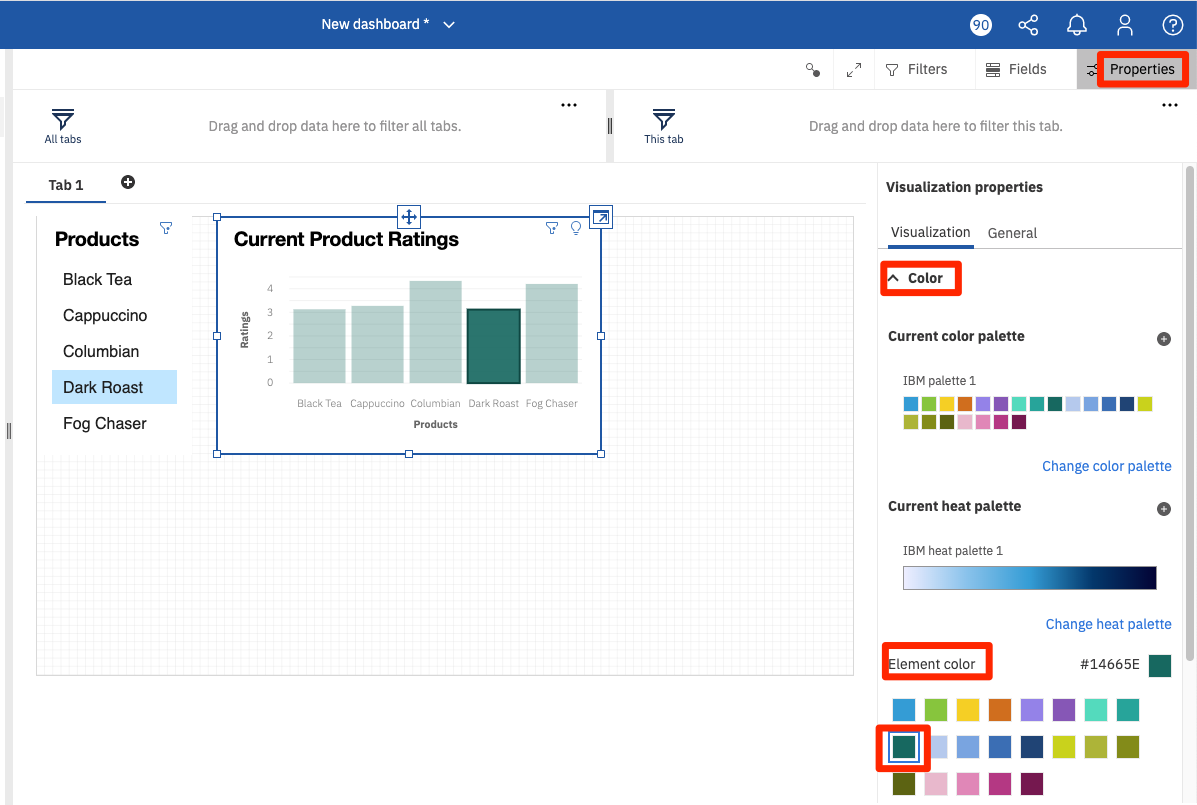 New dashboard *
90
Filters
Fields
Properties
All tabs
Drag and drop data here to filter all tabs.
This tab
Drag and drop data here to filter this tab.
Tab 1
Products
Black Tea
Cappuccino
Columbian
Dark Roast
Fog Chaser
Current Product Ratings
Ratings
4
3
2
1
0
Black Tea Cappuccino Columbian Dark Roast Fog Chaser
Products
Visualization properties
Visualization General
Color
Current color palette
IBM palette 1
Change color palette
Current heat palette
IBM heat palette 1
Change heat palette
Element color #14665E